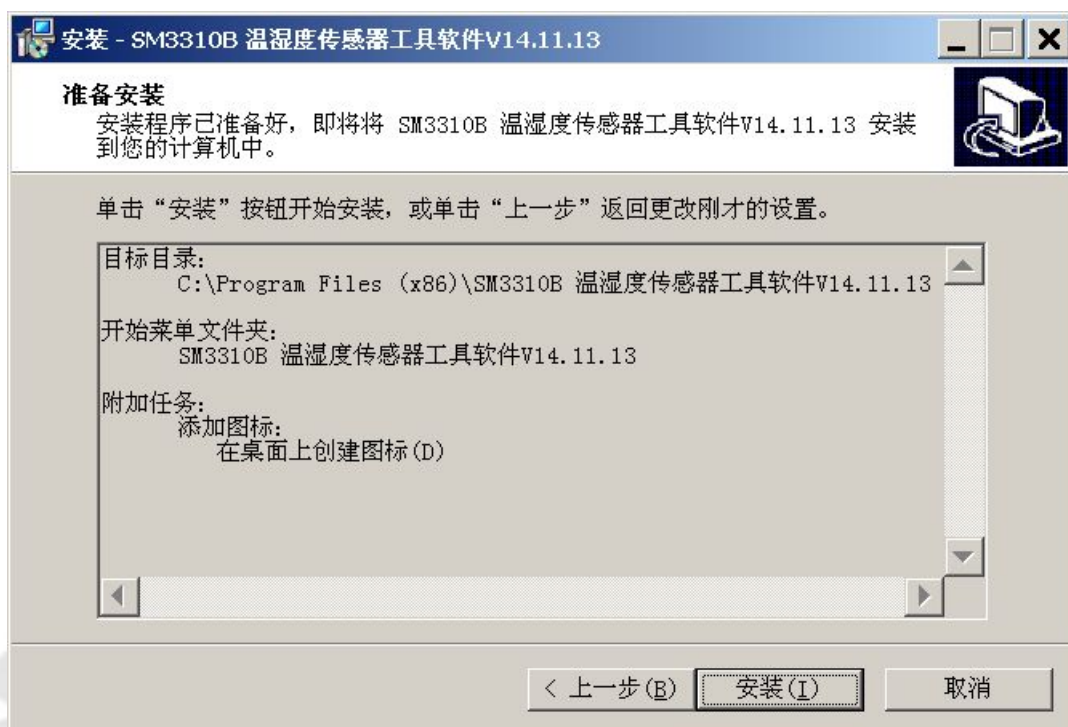 安装 - SM3310B 温湿度传感器工具软件V14.11.13
准备安装
安装程序已准备好，即将将 SM3310B 温湿度传感器工具软件V14.11.13 安装
到您的计算机中。
单击“安装”按钮开始安装，或单击“上一步”返回更改刚才的设置。
目标目录:
C:\Program Files (x86)\SM3310B 温湿度传感器工具软件V14.11.13
开始菜单文件夹:
SM3310B 温湿度传感器工具软件V14.11.13
附加任务:
添加图标:
在桌面上创建图标(D)
< 上一步(B) 安装(I) 取消